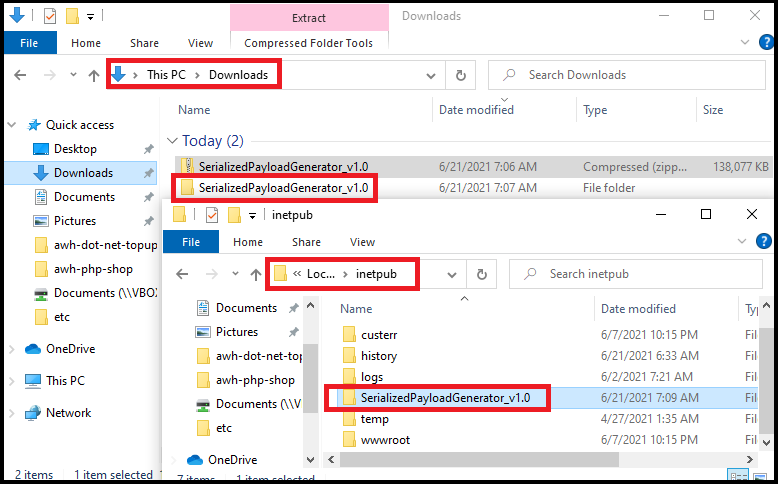 Extract Downloads
File Home Share View Compressed Folder Tools
This PC Downloads Search Downloads
Name Date modified Type Size
Quick access
Desktop
Downloads
Documents
Pictures
awh-dot-net-topup
awh-php-shop
Documents (\\VBOX
etc
OneDrive
This PC
Network
Today (2)
SerializedPayloadGenerator_v1.0 6/21/2021 7:06 AM Compressed (zipp... 138,077 KB
SerializedPayloadGenerator_v1.0 6/21/2021 7:07 AM File folder
2 items 1 item selected
inetpub
File Home Share View
« Loc... inetpub Search inetpub
Documents
Pictures
awh-dot-net-topu
awh-php-shop
Documents (\\VB
etc
OneDrive
Name Date modified Type
custerr 6/7/2021 10:15 PM Fil
history 6/21/2021 6:33 AM Fil
logs 6/2/2021 7:21 AM Fil
SerializedPayloadGenerator_v1.0 6/21/2021 7:09 AM Fil
temp 4/27/2021 1:35 AM Fil
wwwroot 6/7/2021 10:15 PM Fil
7 items 1 item selected